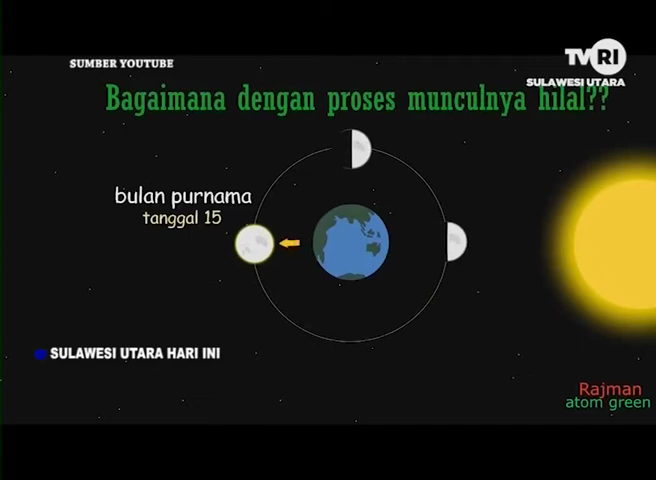 SUMBER YOUTUBE
TVRI
SULAWESI UTARA
Bagaimana dengan proses munculnya hilal??
bulan purnama
tanggal 15
SULAWESI UTARA HARI INI
Rajman
atom green